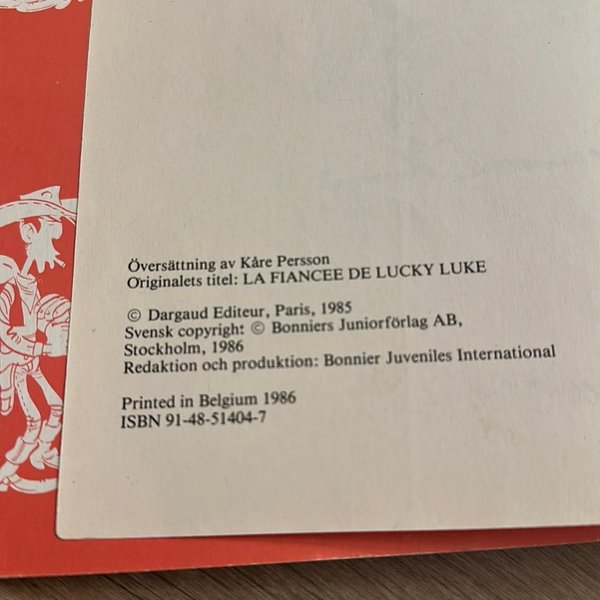 Översättning av Kåre Persson
Originalets titel: LA FIANCEE DE LUCKY LUKE
© Dargaud Editeur, Paris, 1985
Svensk copyright © Bonniers Juniorförlag AB,
Stockholm, 1986
Redaktion och produktion: Bonnier Juveniles International
Printed in Belgium 1986
ISBN 91-48-51404-7